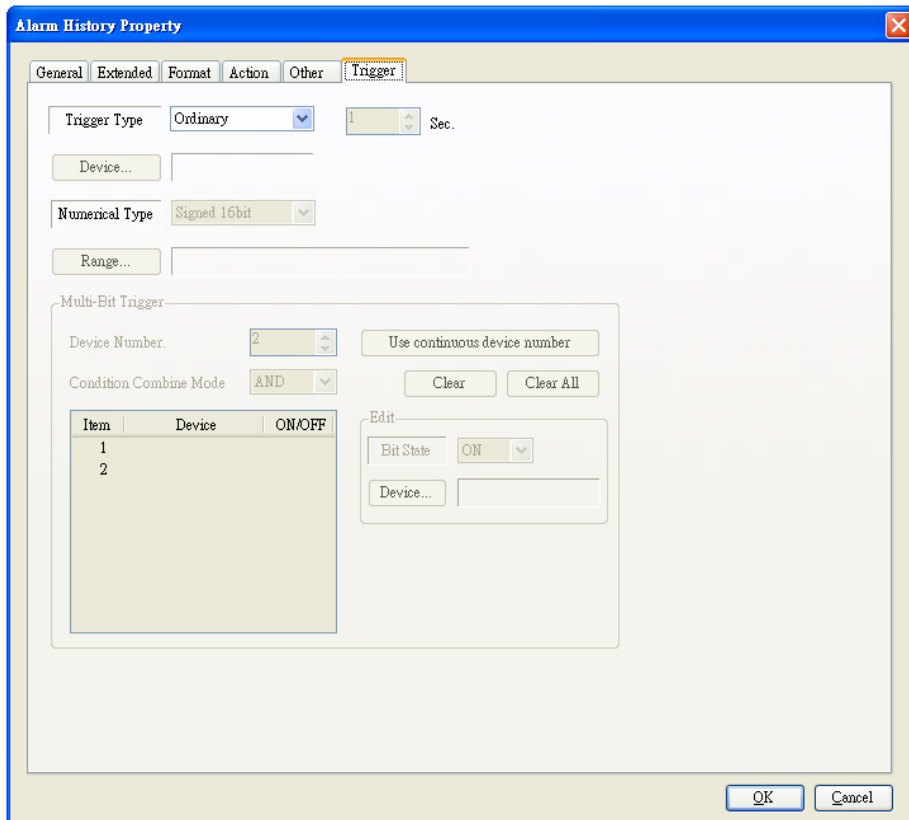 Alarm History Property
General Extended Format Action Other Trigger
Trigger Type Ordinary 1 Sec.
Device...
Numerical Type Signed 16bit
Range...
Multi-Bit Trigger
Device Number. 2 Use continuous device number
Condition Combine Mode AND Clear Clear All
Item Device ON/OFF
1
2
Edit
Bit State ON
Device...
OK Cancel